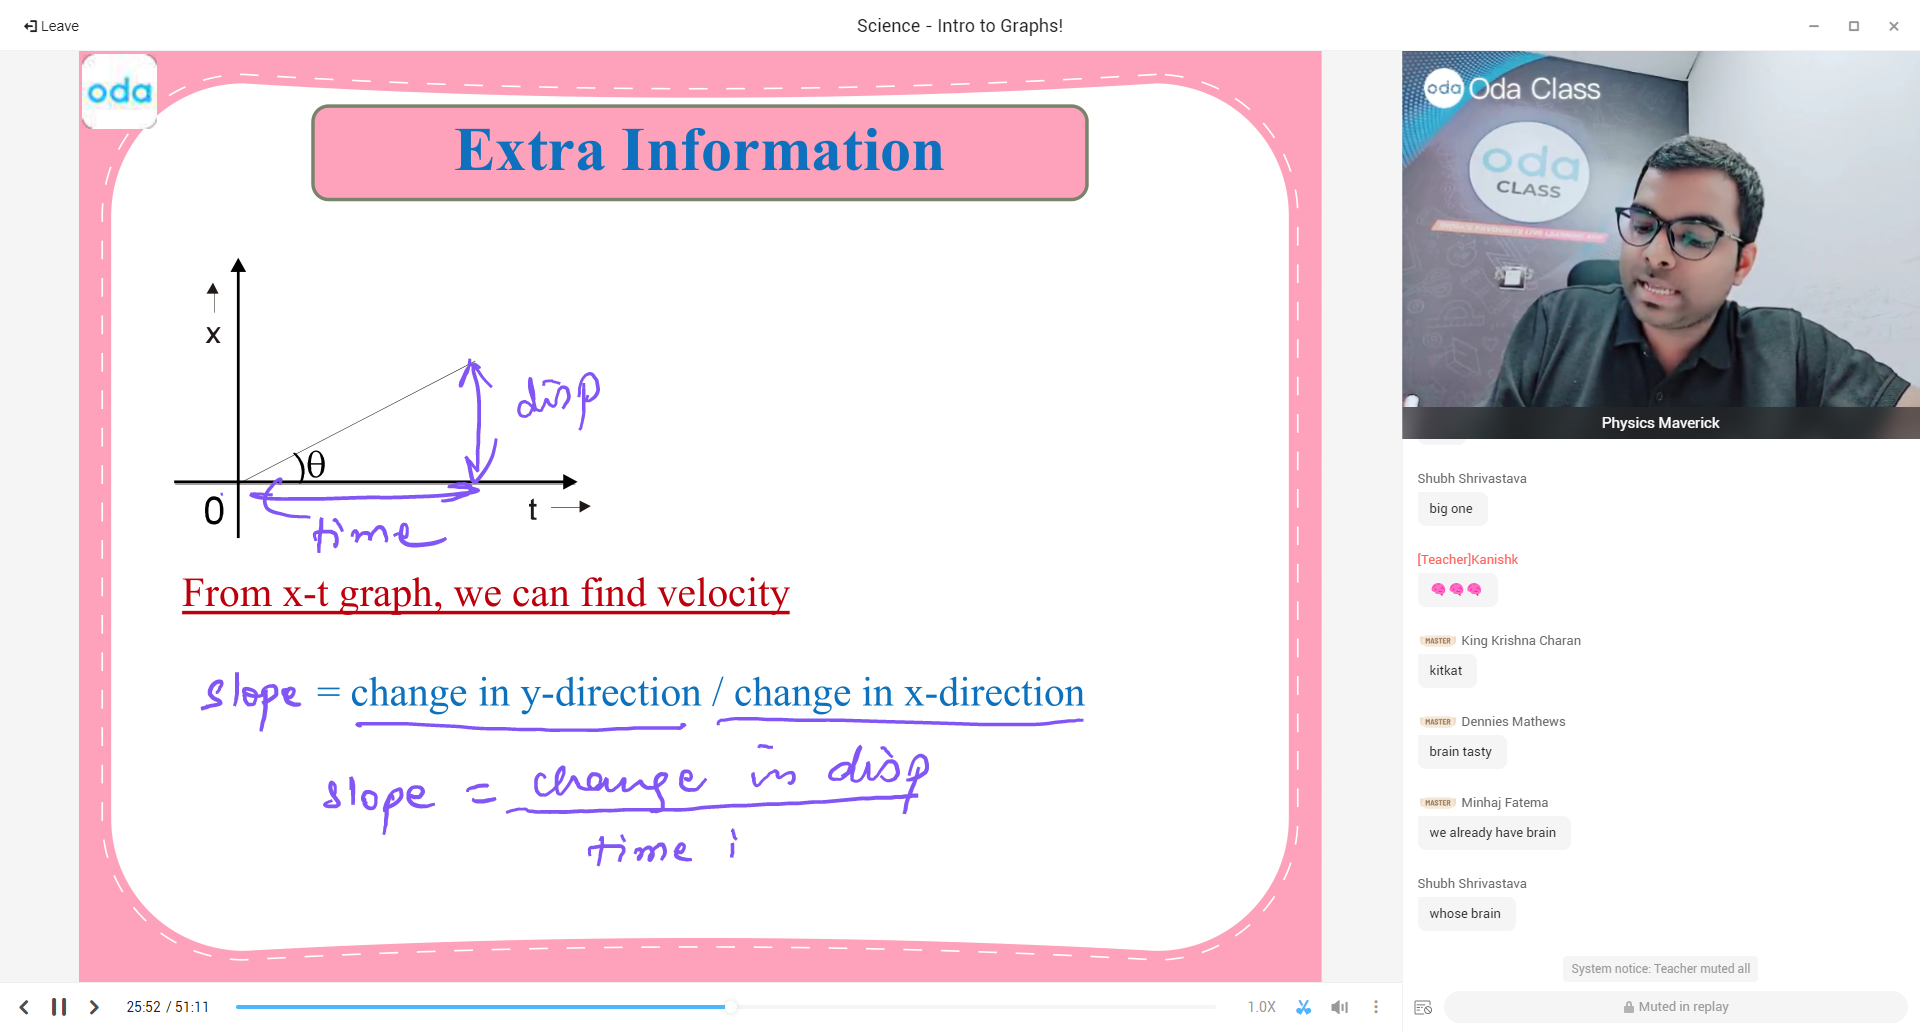 Leave
Science - Intro to Graphs!
oda
Extra Information
x
disp
θ
0
t
time
From x-t graph, we can find velocity
slope = change in y-direction / change in x-direction
slope = change in disp
time i
25:52 / 51:11
1.0X
oda Oda Class
oda
CLASS
Physics Maverick
Shubh Shrivastava
big one
[Teacher]Kanishk
MASTER King Krishna Charan
kitkat
MASTER Dennies Mathews
brain tasty
MASTER Minhaj Fatema
we already have brain
Shubh Shrivastava
whose brain
System notice: Teacher muted all
Muted in replay